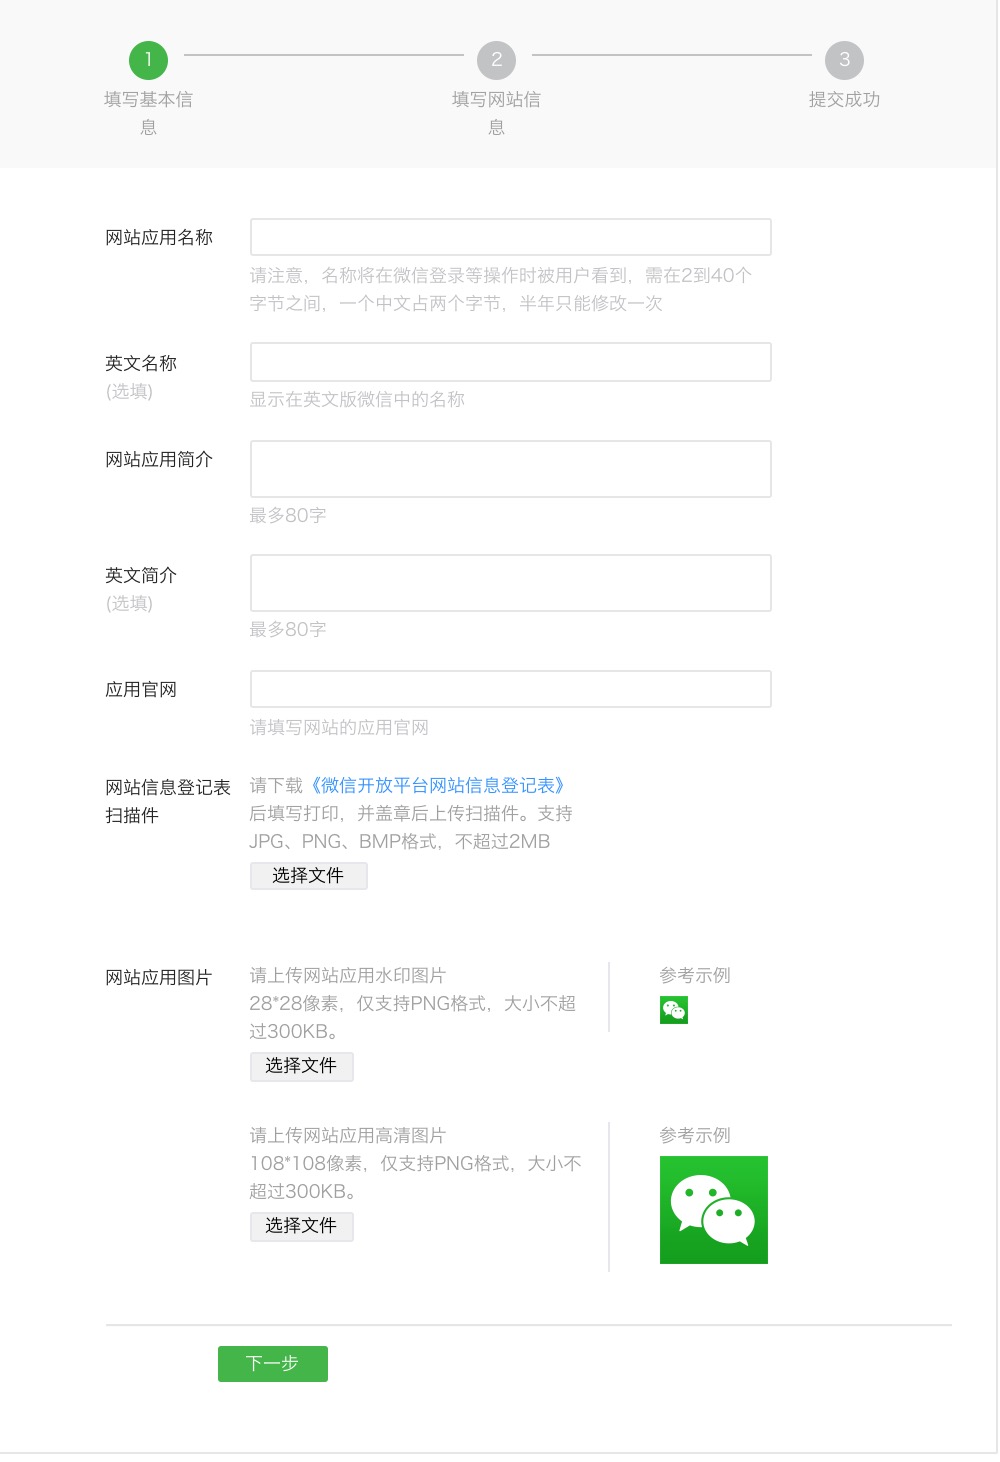 1
2
3
填写基本信
息
填写网站信
息
提交成功
网站应用名称
请注意，名称将在微信登录等操作时被用户看到，需在2到40个
字节之间，一个中文占两个字节，半年只能修改一次
英文名称
(选填)
显示在英文版微信中的名称
网站应用简介
最多80字
英文简介
(选填)
最多80字
应用官网
请填写网站的应用官网
网站信息登记表
扫描件
请下载《微信开放平台网站信息登记表》
后填写打印，并盖章后上传扫描件。支持
JPG、PNG、BMP格式，不超过2MB
选择文件
网站应用图片
请上传网站应用水印图片
28*28像素，仅支持PNG格式，大小不超
过300KB。
选择文件
参考示例
请上传网站应用高清图片
108*108像素，仅支持PNG格式，大小不
超过300KB。
选择文件
参考示例
下一步